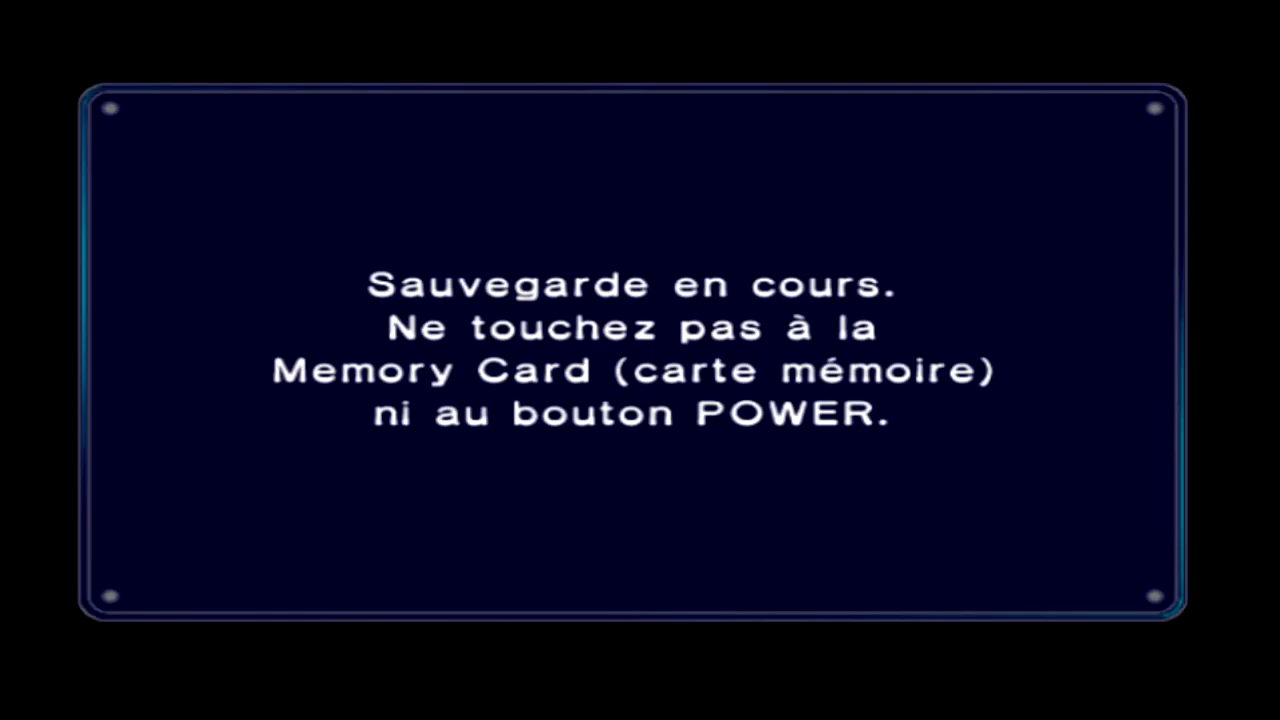 Sauvegarde en cours.
Ne touchez pas à la
Memory Card (carte mémoire)
ni au bouton POWER.